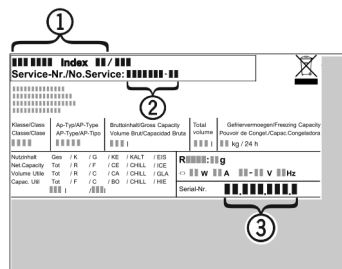 1
Index /
Service-Nr./No.Service: -
2
Klasse/Class Ap-Typ/AP-Type Bruttoinhalt/Gross Capacity Total Gefriervermoegen/Freezing Capacity
Classe/Clase AP-Type/AP-Tipo Volume Brut/Capacidad Bruta volume Pouvoir de Congel./Capac.Congeladora
l l kg / 24 h
Nutzinhalt Ges / K / G / KE / KALT / EIS
Net.Capacity Tot / R / F / CE / CHILL / ICE
Volume Utile Tot / R / C / CA / CHILL / GLA
Capac. Util Tot / F / C / BO / CHILL / HIE
l / l
R : g
W A - V Hz
Serial-Nr. . . .
3